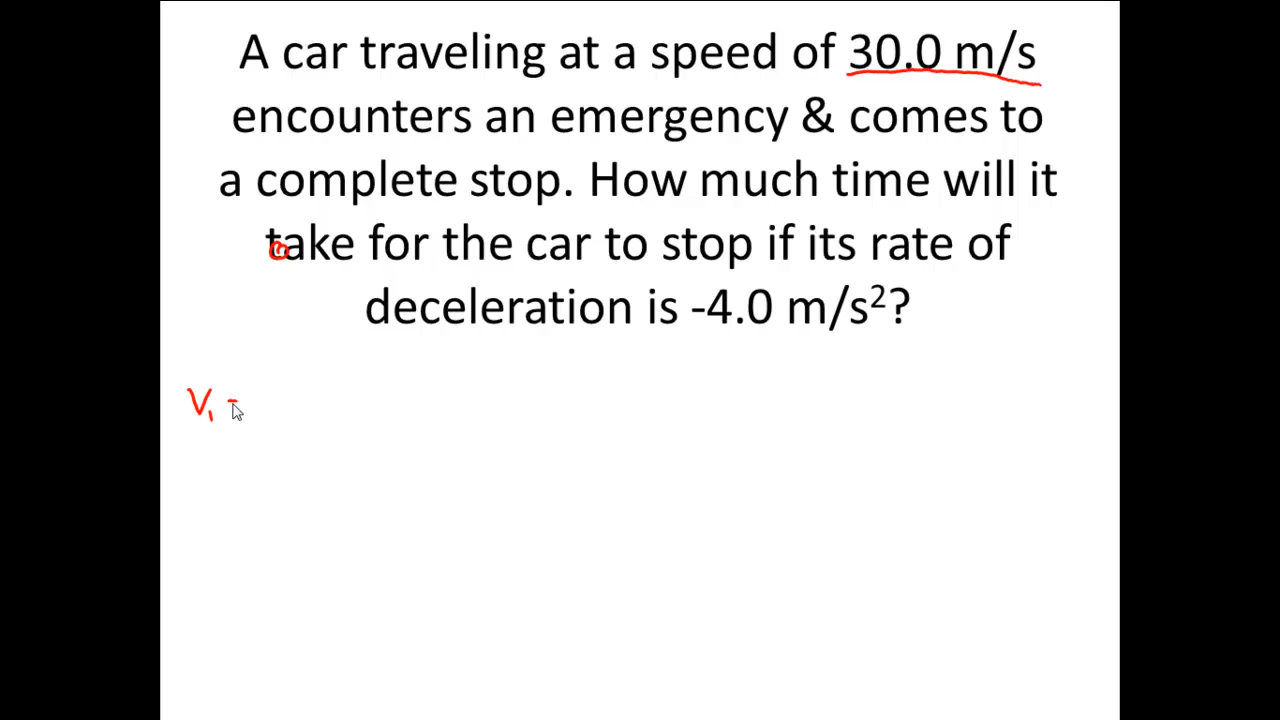 A car traveling at a speed of 30.0 m/s
encounters an emergency & comes to
a complete stop. How much time will it
take for the car to stop if its rate of
deceleration is -4.0 m/s²?
V₁ -